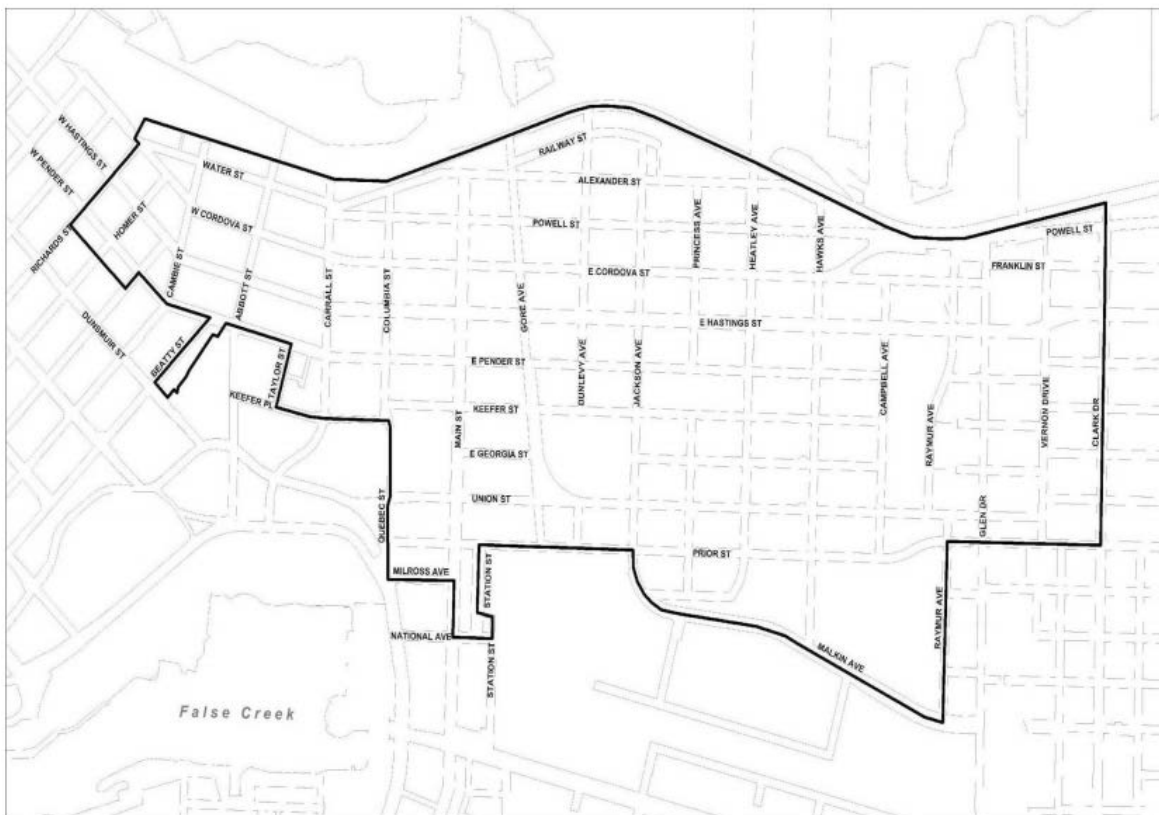 W HASTINGS ST
W PENDER ST
RICHARDS ST
HOMER ST
WATER ST
W CORDOVA ST
CAMBIE ST
ABBOTT ST
DUNSMUIR ST
BEATTY ST
KEEFER PL
TAYLOR ST
CARRALL ST
COLUMBIA ST
RAILWAY ST
ALEXANDER ST
POWELL ST
E CORDOVA ST
E HASTINGS ST
E PENDER ST
KEEFER ST
E GEORGIA ST
UNION ST
PRIOR ST
MAIN ST
GORE AVE
DUNLEVY AVE
JACKSON AVE
PRINCESS AVE
HEATLEY AVE
HAWKS AVE
CAMPBELL AVE
RAYMUR AVE
GLEN DR
VERNON DRIVE
CLARK DR
POWELL ST
FRANKLIN ST
QUEBEC ST
MILROSS AVE
NATIONAL AVE
STATION ST
STATION ST
MALKIN AVE
RAYMUR AVE
False Creek